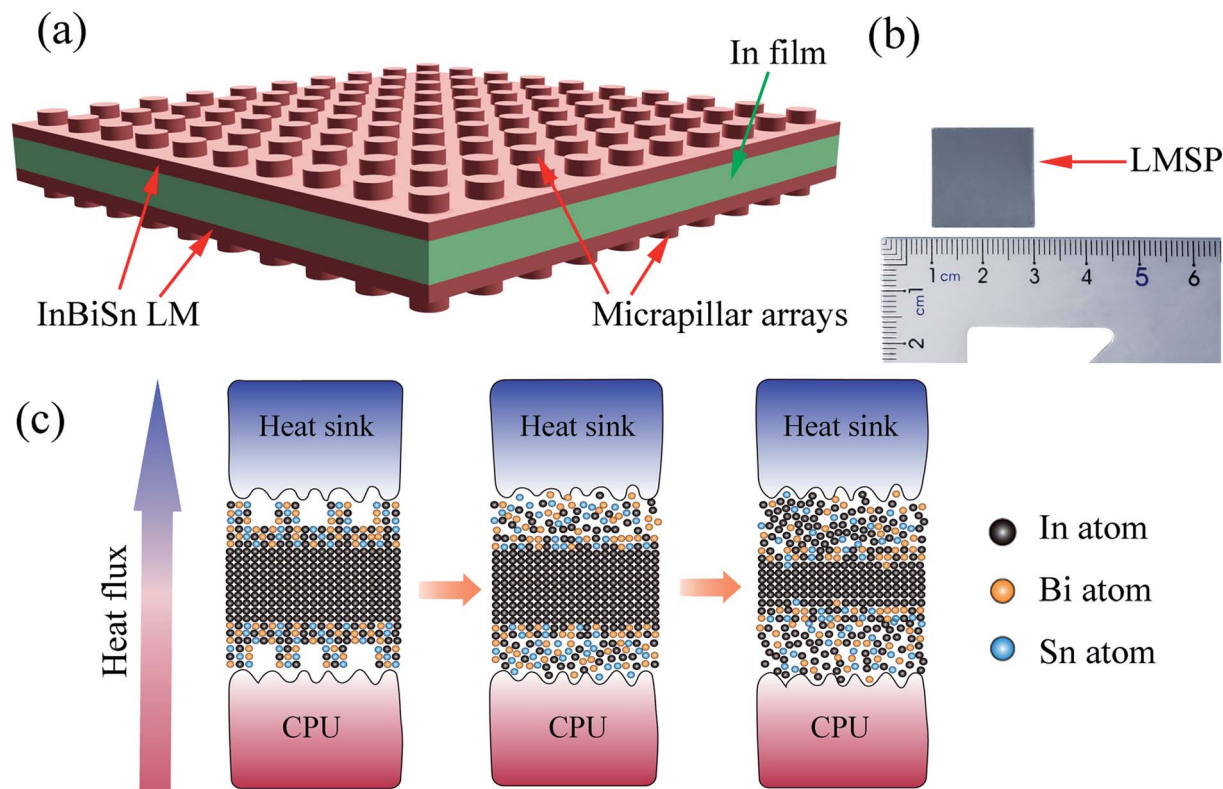 (a)
In film
InBiSn LM
Micrapillar arrays
(b)
LMSP
1 cm 2 3 4 5 6
1
cm
2
(c)
Heat flux
Heat sink
Heat sink
Heat sink
CPU
CPU
CPU
In atom
Bi atom
Sn atom